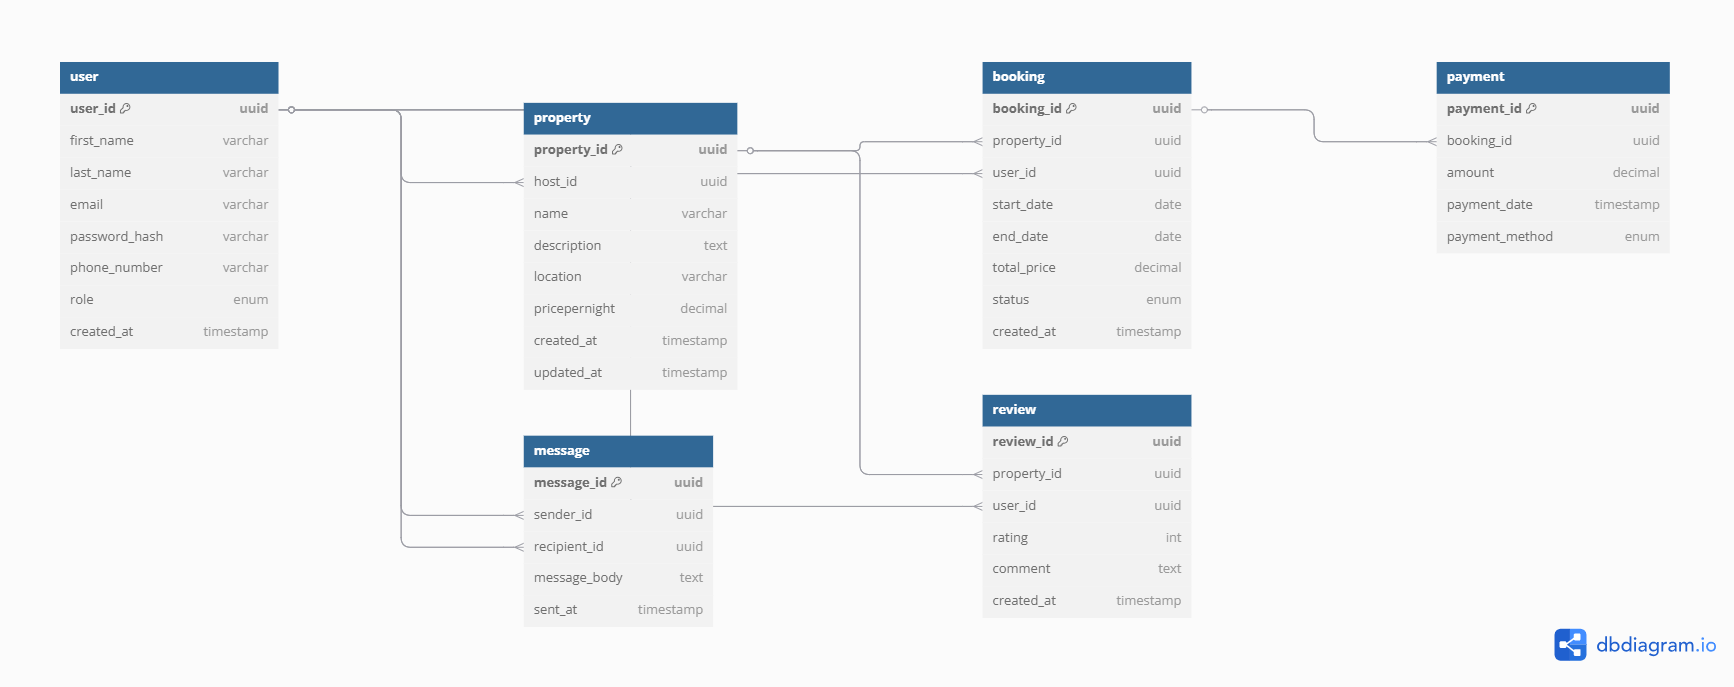 user
user_id uuid
first_name varchar
last_name varchar
email varchar
password_hash varchar
phone_number varchar
role enum
created_at timestamp
property
property_id uuid
host_id uuid
name varchar
description text
location varchar
pricepernight decimal
created_at timestamp
updated_at timestamp
message
message_id uuid
sender_id uuid
recipient_id uuid
message_body text
sent_at timestamp
booking
booking_id uuid
property_id uuid
user_id uuid
start_date date
end_date date
total_price decimal
status enum
created_at timestamp
review
review_id uuid
property_id uuid
user_id uuid
rating int
comment text
created_at timestamp
payment
payment_id uuid
booking_id uuid
amount decimal
payment_date timestamp
payment_method enum
dbdiagram.io